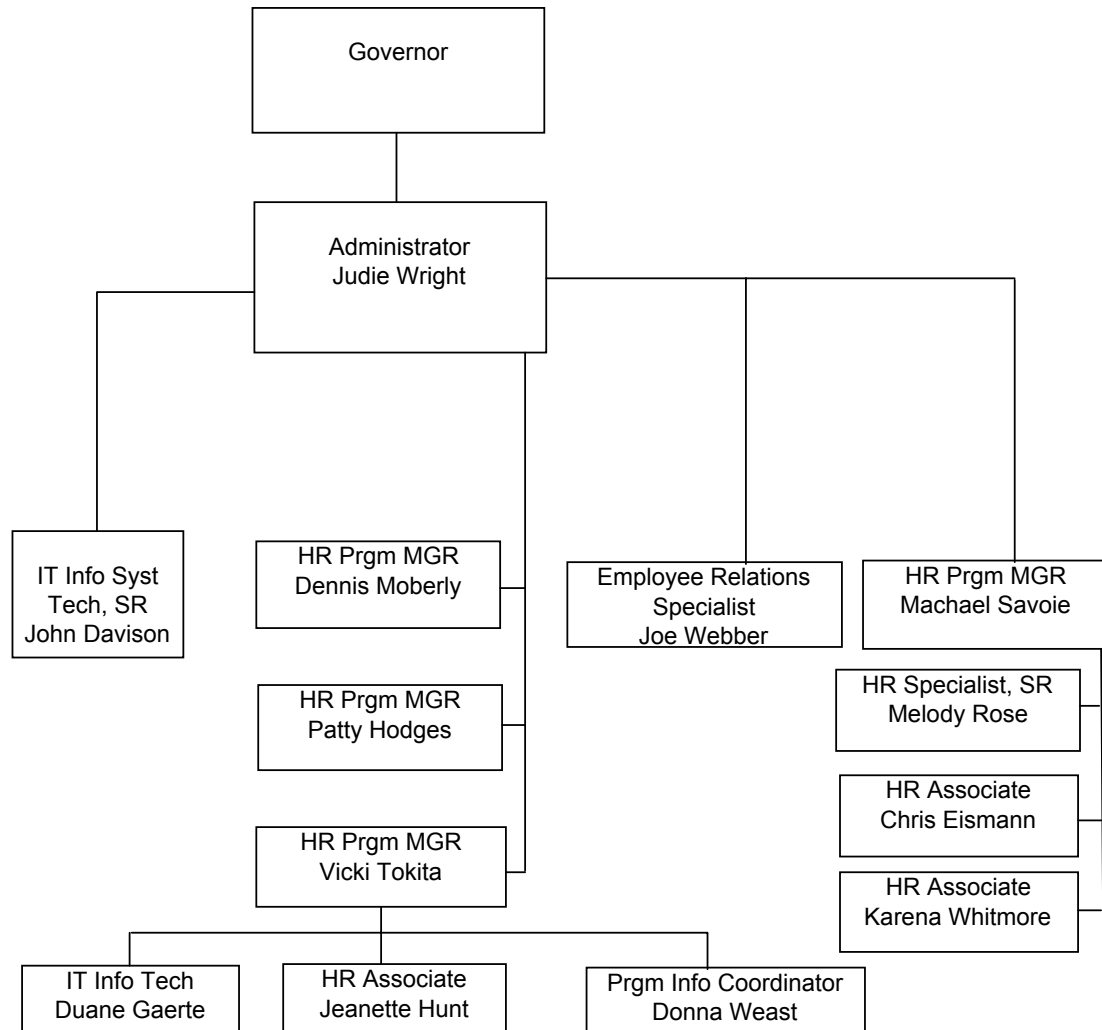 Governor
Administrator
Judie Wright
IT Info Syst
Tech, SR
John Davison
HR Prgm MGR
Dennis Moberly
Employee Relations
Specialist
Joe Webber
HR Prgm MGR
Machael Savoie
HR Prgm MGR
Patty Hodges
HR Specialist, SR
Melody Rose
HR Associate
Chris Eismann
HR Prgm MGR
Vicki Tokita
HR Associate
Karena Whitmore
IT Info Tech
Duane Gaerte
HR Associate
Jeanette Hunt
Prgm Info Coordinator
Donna Weast